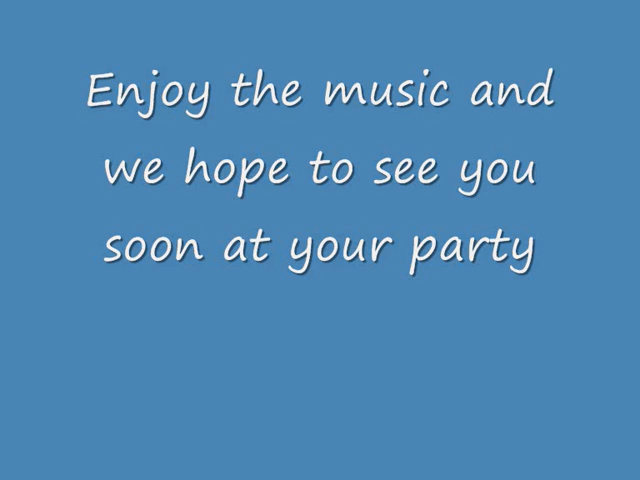 Enjoy the music and
we hope to see you
soon at your party